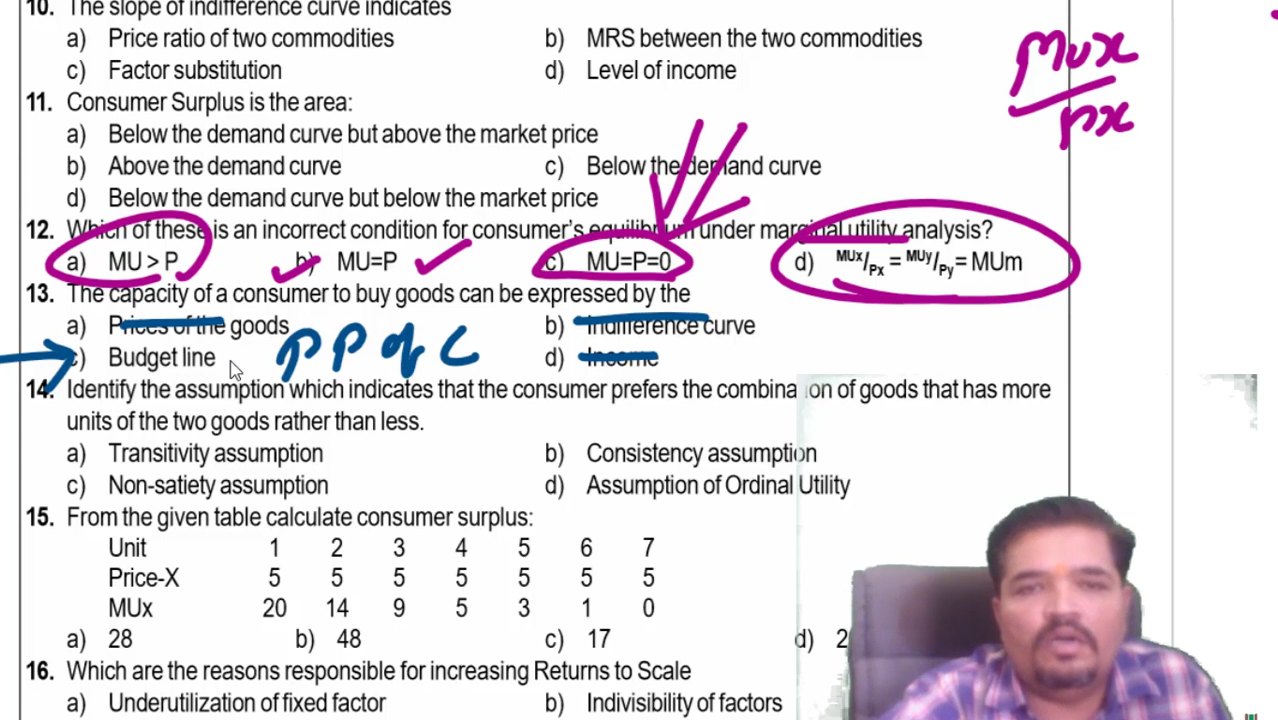 10. The slope of indifference curve indicates
a) Price ratio of two commodities b) MRS between the two commodities
c) Factor substitution d) Level of income
MUx
Px
11. Consumer Surplus is the area:
a) Below the demand curve but above the market price
b) Above the demand curve c) Below the demand curve
d) Below the demand curve but below the market price
12. Which of these is an incorrect condition for consumer's equilibrium under marginal utility analysis?
a) MU > P b) MU=P c) MU=P=0 d) MUx/Px = MUy/Py = MUm
13. The capacity of a consumer to buy goods can be expressed by the
a) Prices of the goods b) Indifference curve
c) Budget line d) Income
PP of C
14. Identify the assumption which indicates that the consumer prefers the combination of goods that has more
units of the two goods rather than less.
a) Transitivity assumption b) Consistency assumption
c) Non-satiety assumption d) Assumption of Ordinal Utility
15. From the given table calculate consumer surplus:
Unit 1 2 3 4 5 6 7
Price-X 5 5 5 5 5 5 5
MUx 20 14 9 5 3 1 0
a) 28 b) 48 c) 17 d) 2
16. Which are the reasons responsible for increasing Returns to Scale
a) Underutilization of fixed factor b) Indivisibility of factors